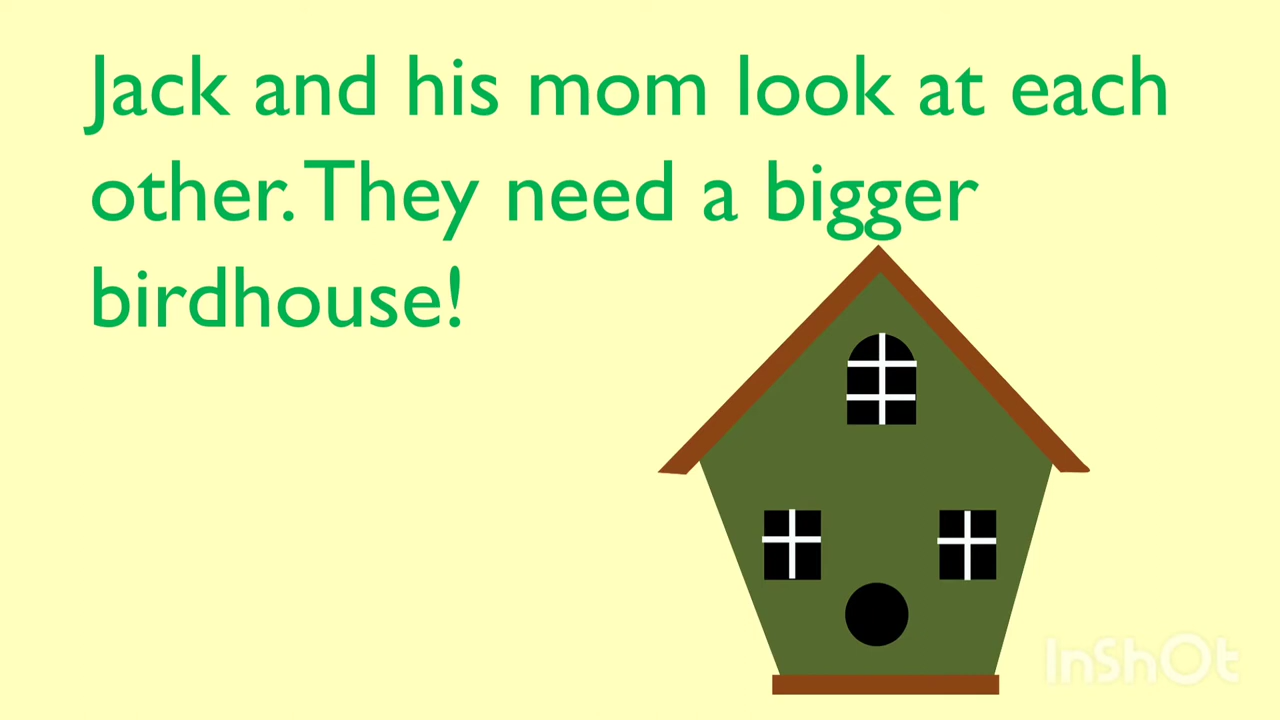 Jack and his mom look at each
other. They need a bigger
birdhouse!
InShOt